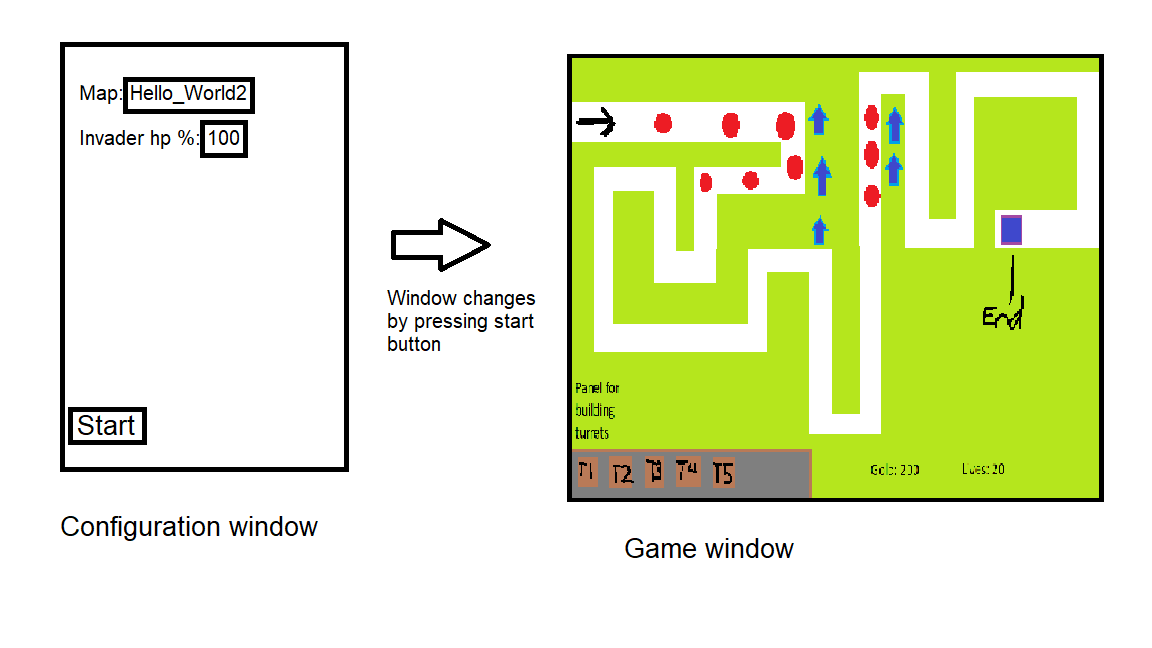 Map: Hello_World2
Invader hp %: 100
Start
Configuration window
Window changes
by pressing start
button
End
Panel for
building
turrets
T1 T2 T3 T4 T5
Gold: 200
Lives: 20
Game window